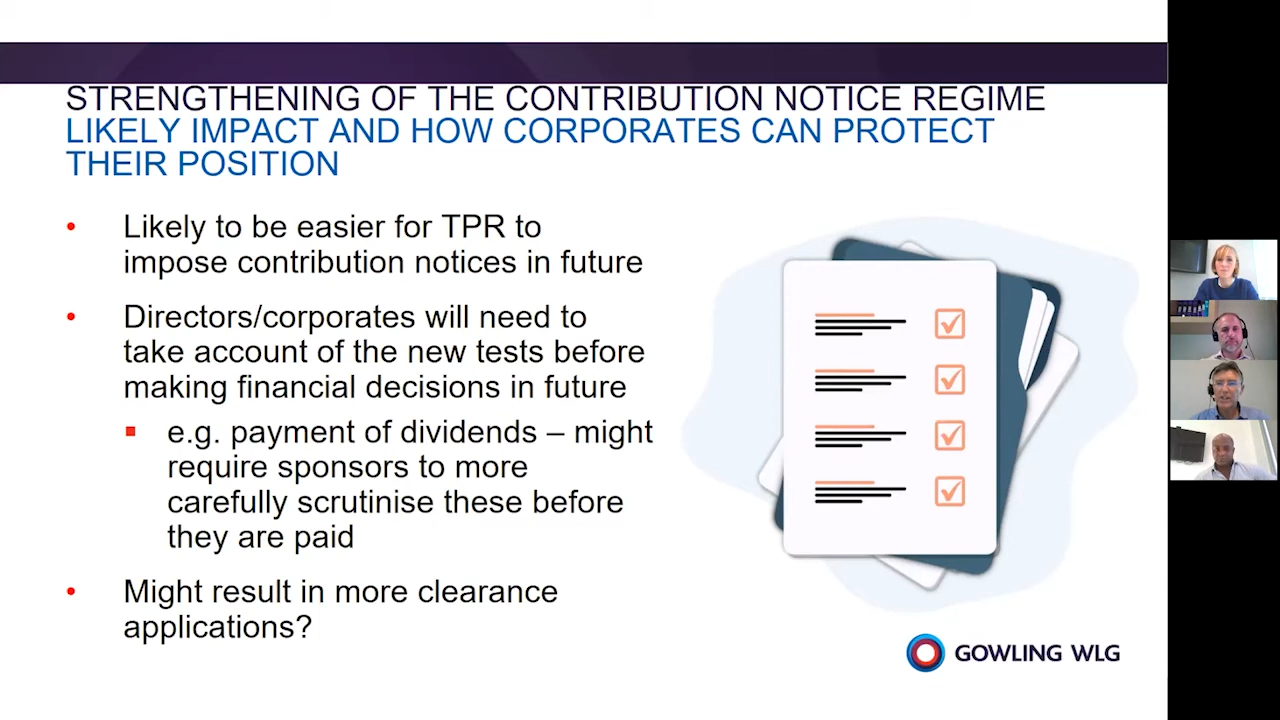 STRENGTHENING OF THE CONTRIBUTION NOTICE REGIME
LIKELY IMPACT AND HOW CORPORATES CAN PROTECT
THEIR POSITION
• Likely to be easier for TPR to
impose contribution notices in future
• Directors/corporates will need to
take account of the new tests before
making financial decisions in future
▪ e.g. payment of dividends – might
require sponsors to more
carefully scrutinise these before
they are paid
• Might result in more clearance
applications?
GOWLING WLG